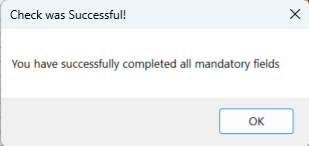 Check was Successful!
You have successfully completed all mandatory fields
OK